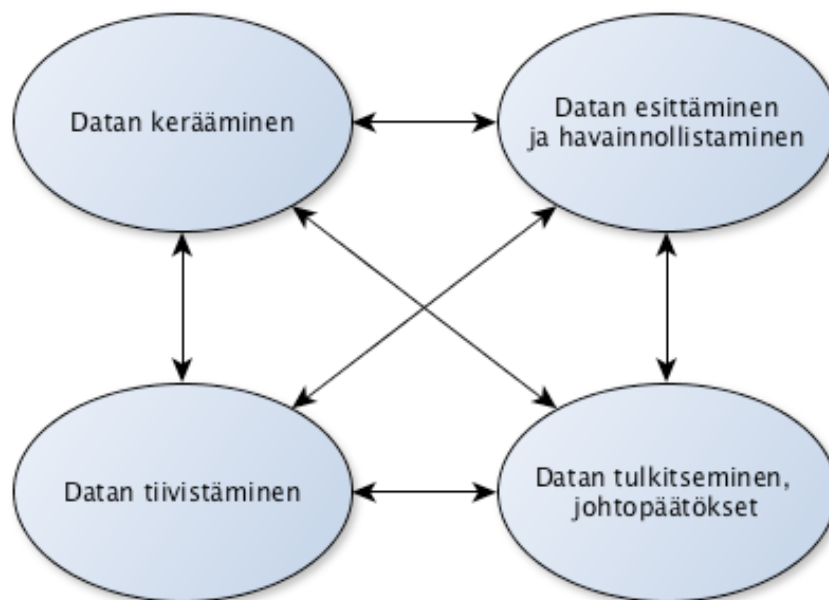 Datan kerääminen
Datan esittäminen
ja havainnollistaminen
Datan tiivistäminen
Datan tulkitseminen,
johtopäätökset